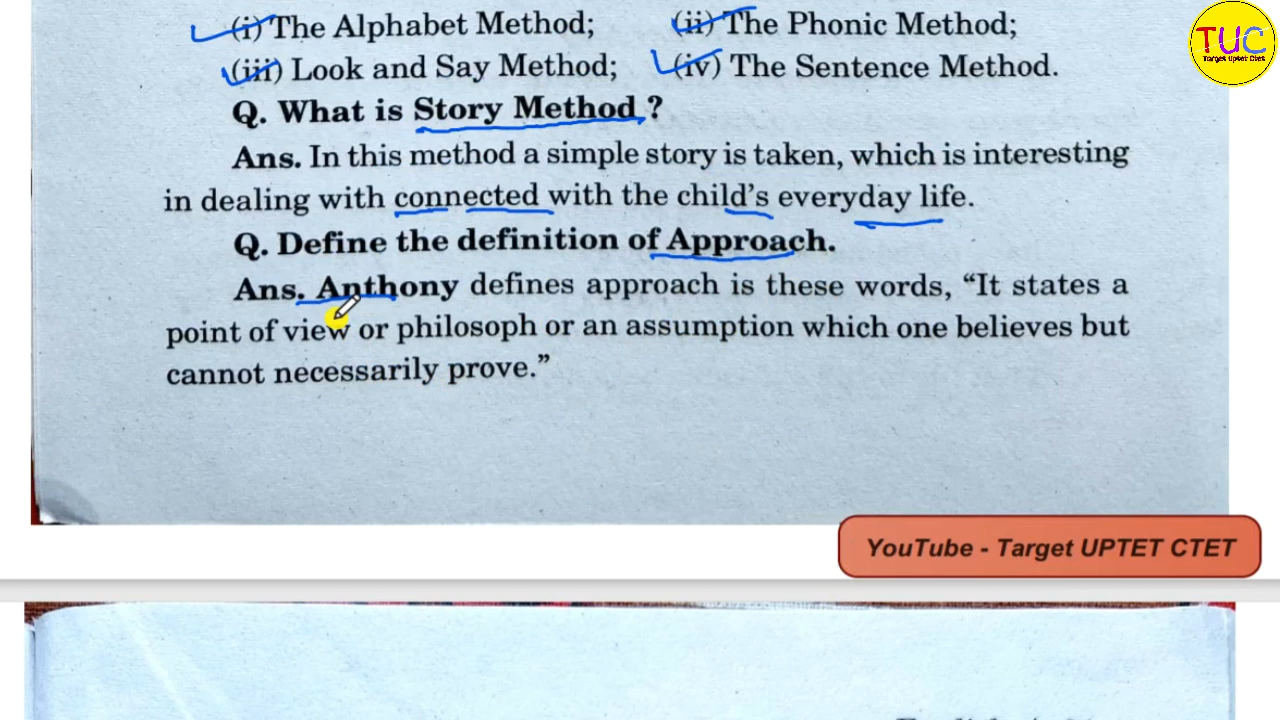 (i) The Alphabet Method; (ii) The Phonic Method;
(iii) Look and Say Method; (iv) The Sentence Method.
Q. What is Story Method ?
Ans. In this method a simple story is taken, which is interesting
in dealing with connected with the child's everyday life.
Q. Define the definition of Approach.
Ans. Anthony defines approach is these words, “It states a
point of view or philosoph or an assumption which one believes but
cannot necessarily prove.”
TUC
Target Uptet Ctet
YouTube - Target UPTET CTET